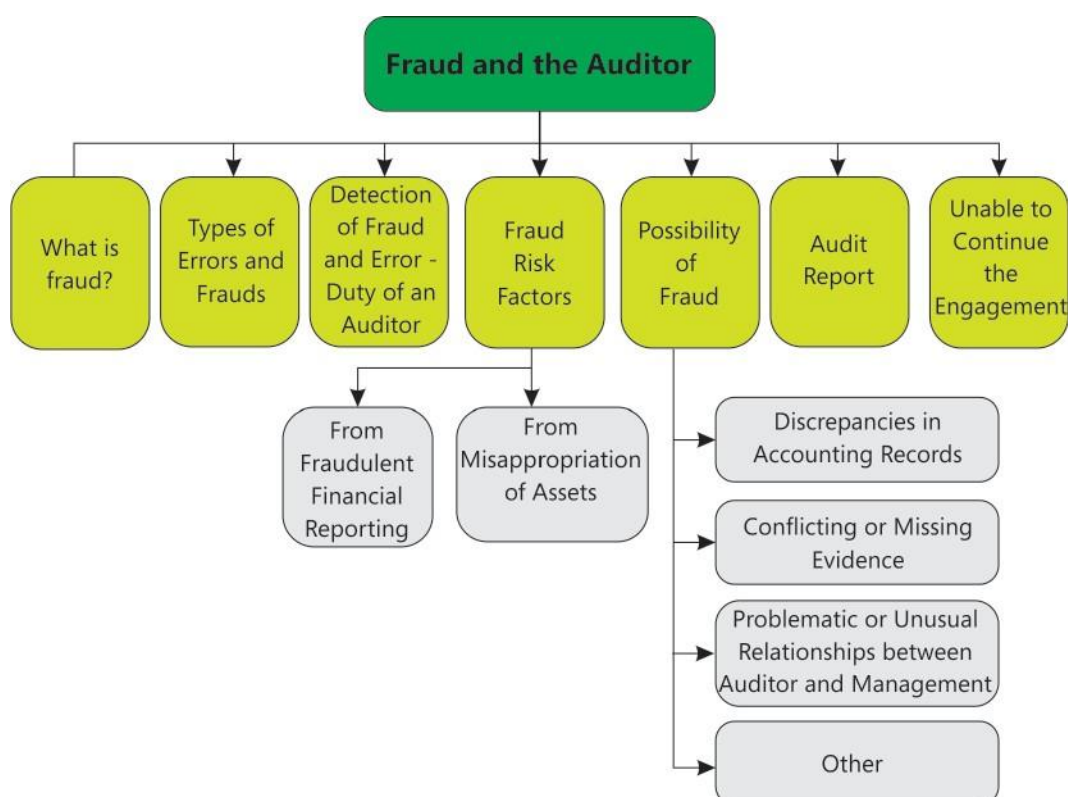 Fraud and the Auditor
What is
fraud?
Types of
Errors and
Frauds
Detection
of Fraud
and Error -
Duty of an
Auditor
Fraud
Risk
Factors
Possibility
of
Fraud
Audit
Report
Unable to
Continue
the
Engagement
From
Fraudulent
Financial
Reporting
From
Misappropriation
of Assets
Discrepancies in
Accounting Records
Conflicting or Missing
Evidence
Problematic or Unusual
Relationships between
Auditor and Management
Other